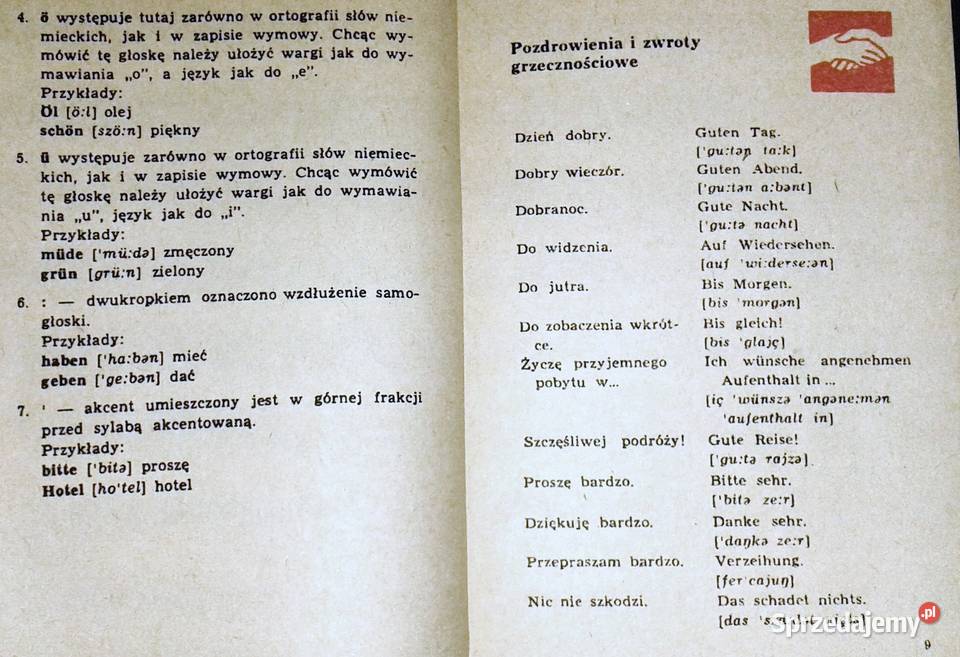 4. ö występuje tutaj zarówno w ortografii słów nie-
mieckich, jak i w zapisie wymowy. Chcąc wy-
mówić tę głoskę należy ułożyć wargi jak do wy-
mawiania „o", a język jak do „e".
Przykłady:
Öl [ö:l] olej
schön [szö:n] piękny
5. ü występuje zarówno w ortografii słów niemiec-
kich, jak i w zapisie wymowy. Chcąc wymówić
tę głoskę należy ułożyć wargi jak do wymawia-
nia „u", język jak do „i".
Przykłady:
müde ['mü:də] zmęczony
grün [grü:n] zielony
6. : — dwukropkiem oznaczono wzdłużenie samo-
głoski.
Przykłady:
haben ['ha:bən] mieć
geben ['ge:bən] dać
7. ' — akcent umieszczony jest w górnej frakcji
przed sylabą akcentowaną.
Przykłady:
bitte ['bitə] proszę
Hotel [ho'tel] hotel
Pozdrowienia i zwroty
grzecznościowe
Dzień dobry. Guten Tag.
['gu:tən ta:k]
Dobry wieczór. Guten Abend.
['gu:tən a:bənt]
Dobranoc. Gute Nacht.
['gu:tə nacht]
Do widzenia. Auf Wiedersehen.
[auf 'wi:derse:ən]
Do jutra. Bis Morgen.
[bis 'morgən]
Do zobaczenia wkrót- Bis gleich!
ce. [bis 'glajç]
Życzę przyjemnego Ich wünsche angenehmen
pobytu w... Aufenthalt in ...
[iç 'wünszə 'angəne:mən
'aufənthalt in]
Szczęśliwej podróży! Gute Reise!
['gu:tə rajzə]
Proszę bardzo. Bitte sehr.
['bitə ze:r]
Dziękuję bardzo. Danke sehr.
['daŋkə ze:r]
Przepraszam bardzo. Verzeihung.
[fer'cajuŋ]
Nic nie szkodzi. Das schadet nichts.
[das
Sprzedajemy.pl
9